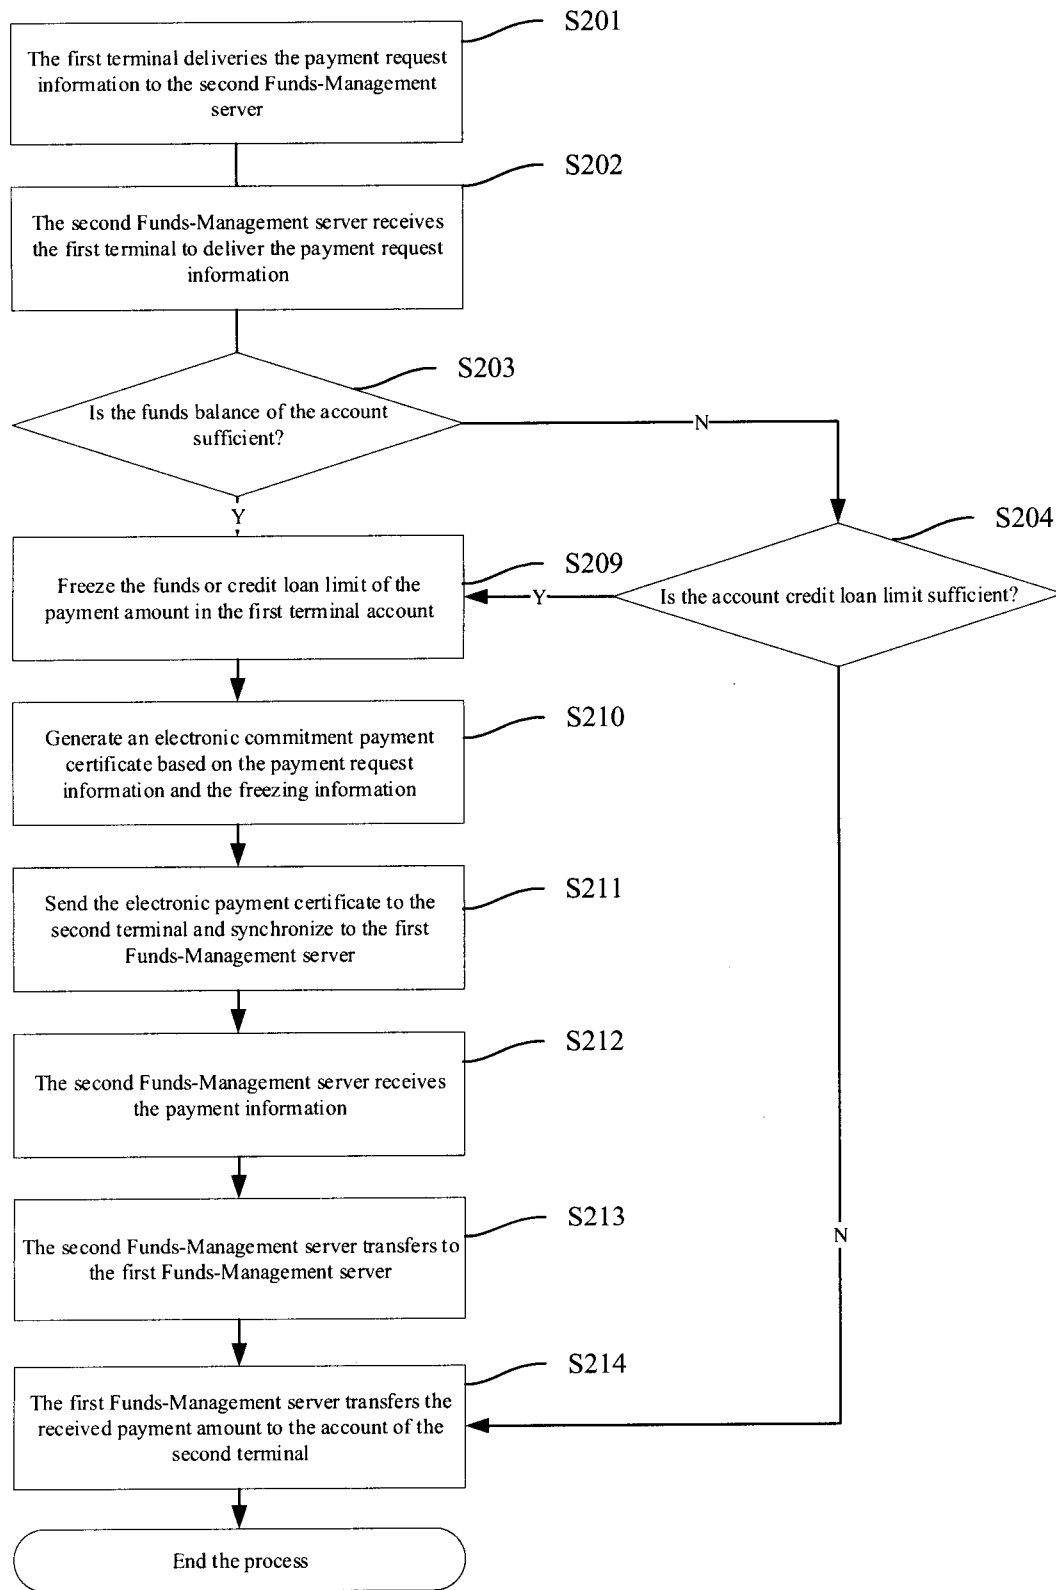 S201
The first terminal deliveries the payment request
information to the second Funds-Management
server
S202
The second Funds-Management server receives
the first terminal to deliver the payment request
information
S203
Is the funds balance of the account
sufficient?
N
Y
S204
Is the account credit loan limit sufficient?
Y
S209
Freeze the funds or credit loan limit of the
payment amount in the first terminal account
S210
Generate an electronic commitment payment
certificate based on the payment request
information and the freezing information
S211
Send the electronic payment certificate to the
second terminal and synchronize to the first
Funds-Management server
S212
The second Funds-Management server receives
the payment information
S213
The second Funds-Management server transfers to
the first Funds-Management server
N
S214
The first Funds-Management server transfers the
received payment amount to the account of the
second terminal
End the process